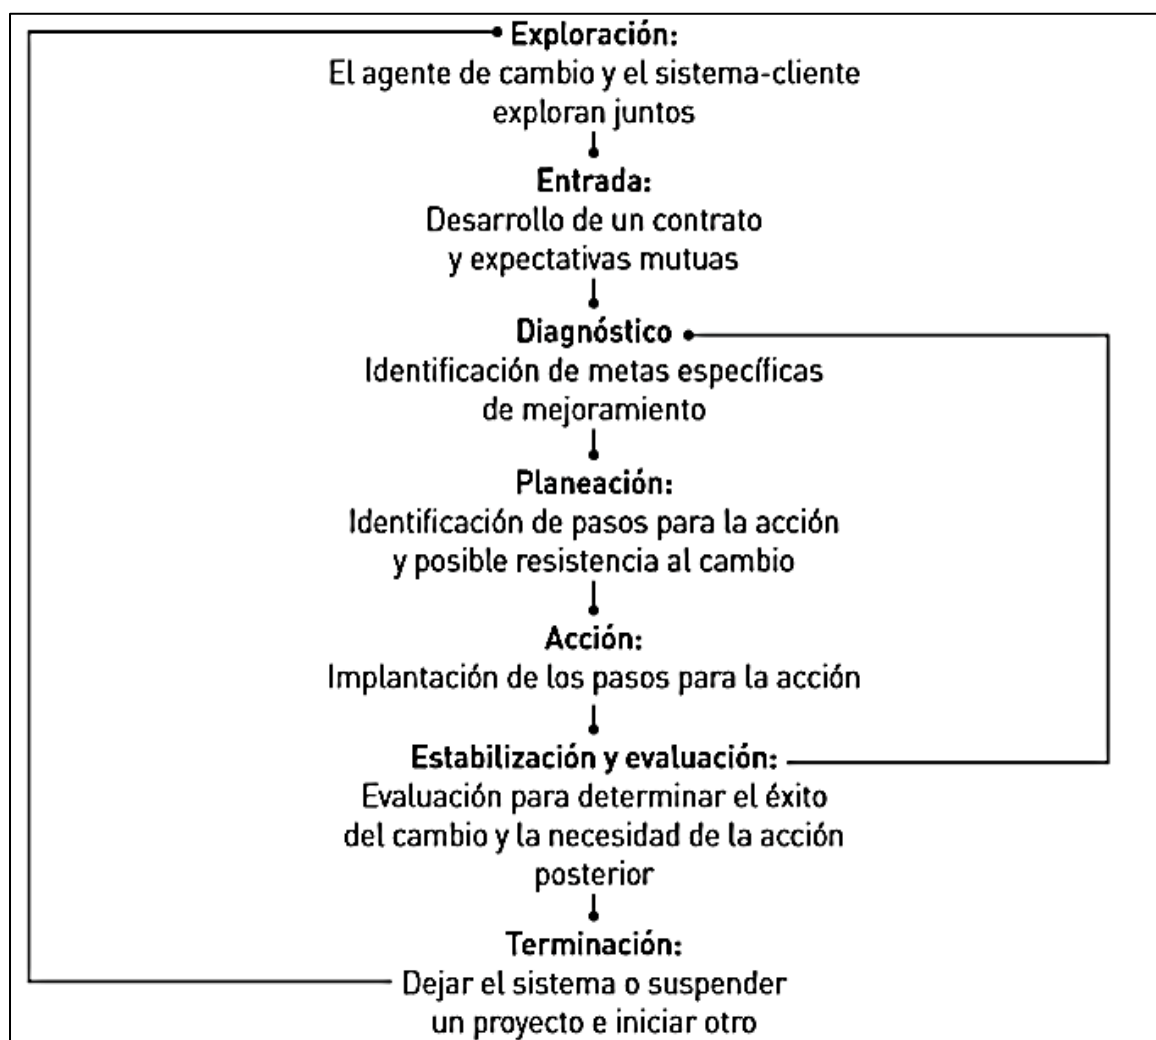 Exploración:
El agente de cambio y el sistema-cliente
exploran juntos
Entrada:
Desarrollo de un contrato
y expectativas mutuas
Diagnóstico
Identificación de metas específicas
de mejoramiento
Planeación:
Identificación de pasos para la acción
y posible resistencia al cambio
Acción:
Implantación de los pasos para la acción
Estabilización y evaluación:
Evaluación para determinar el éxito
del cambio y la necesidad de la acción
posterior
Terminación:
Dejar el sistema o suspender
un proyecto e iniciar otro